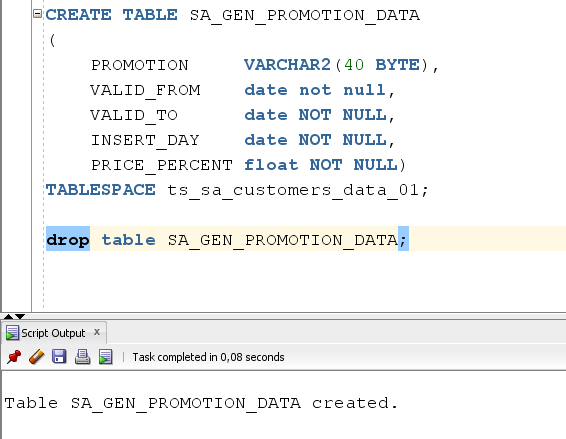 CREATE TABLE SA_GEN_PROMOTION_DATA
(
PROMOTION VARCHAR2(40 BYTE),
VALID_FROM date not null,
VALID_TO date NOT NULL,
INSERT_DAY date NOT NULL,
PRICE_PERCENT float NOT NULL)
TABLESPACE ts_sa_customers_data_01;
drop table SA_GEN_PROMOTION_DATA;
Script Output x
Task completed in 0,08 seconds
Table SA_GEN_PROMOTION_DATA created.